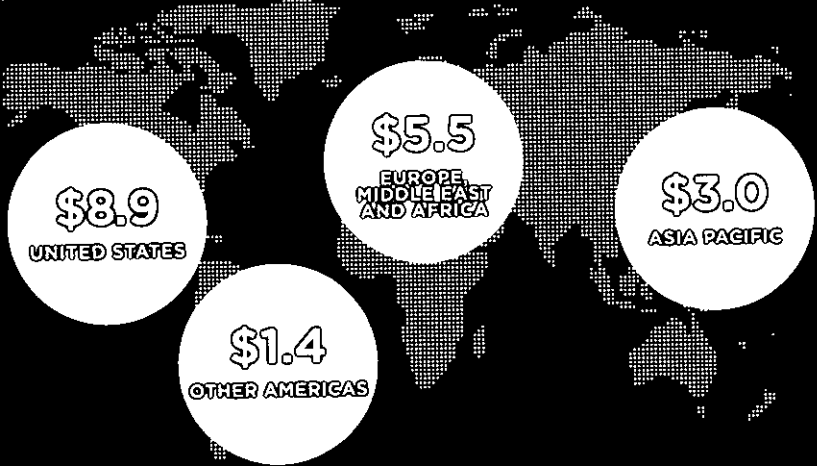 $5.5
EUROPE,
MIDDLE EAST
AND AFRICA
$8.9
UNITED STATES
$3.0
ASIA PACIFIC
$1.4
OTHER AMERICAS